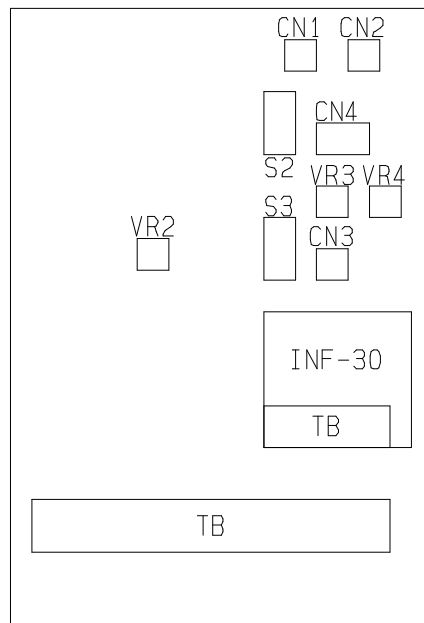 CN1 CN2
CN4
S2
VR3 VR4
S3
VR2
CN3
INF-30
TB
TB